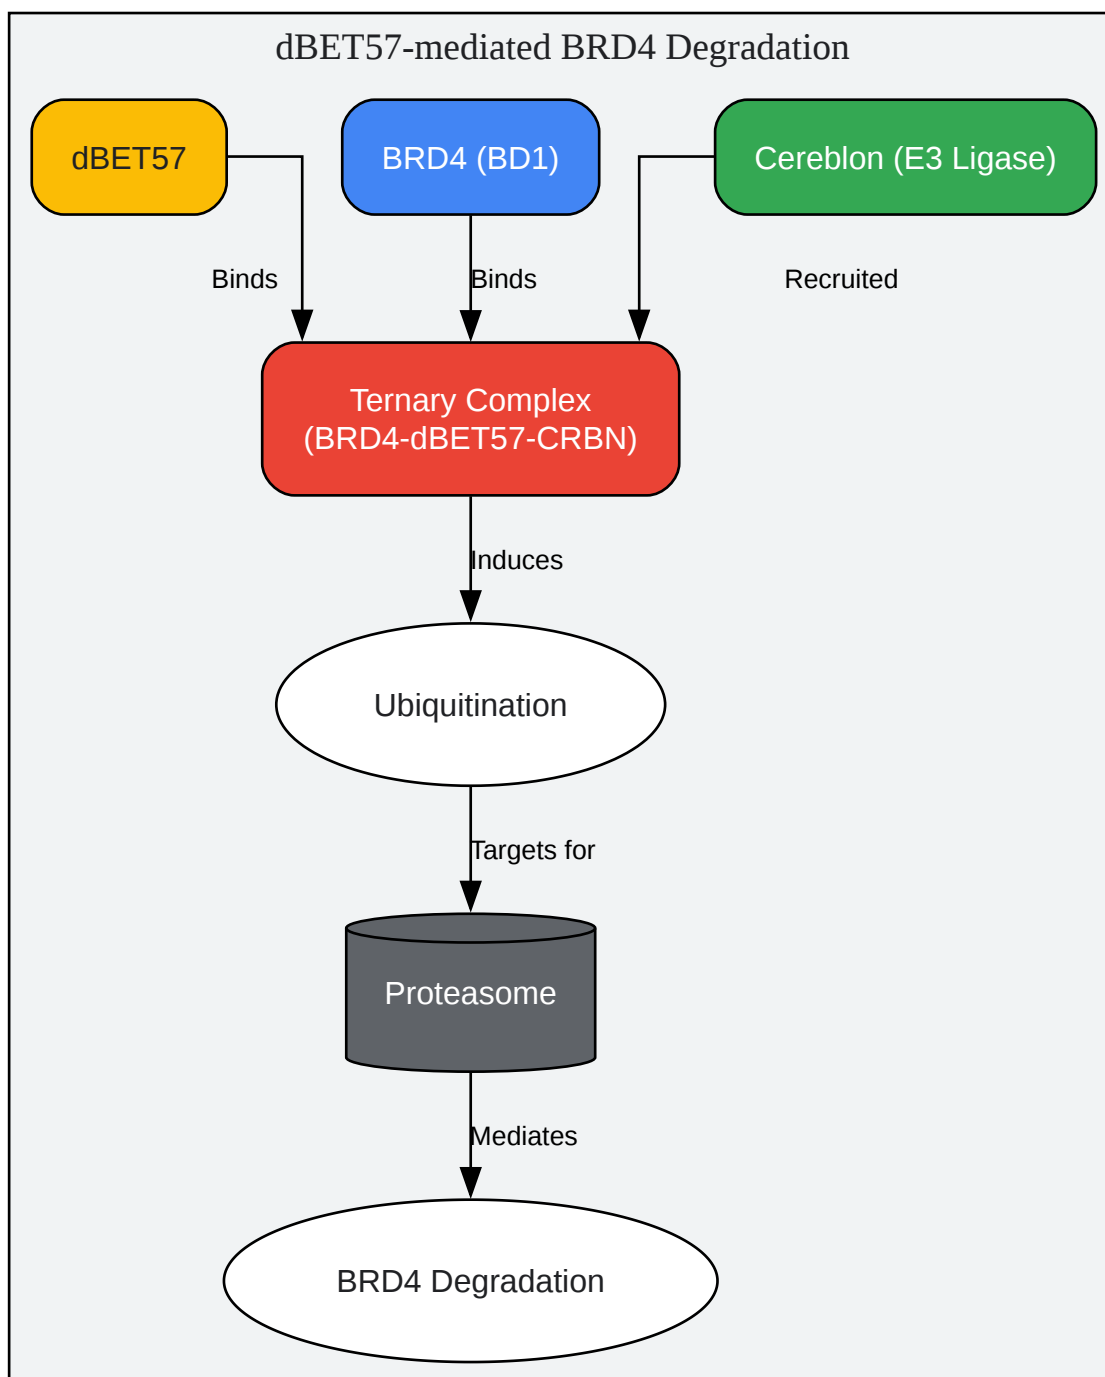 dBET57-mediated BRD4 Degradation
dBET57
BRD4 (BD1)
Cereblon (E3 Ligase)
Binds
Binds
Recruited
Ternary Complex
(BRD4-dBET57-CRBN)
Induces
Ubiquitination
Targets for
Proteasome
Mediates
BRD4 Degradation